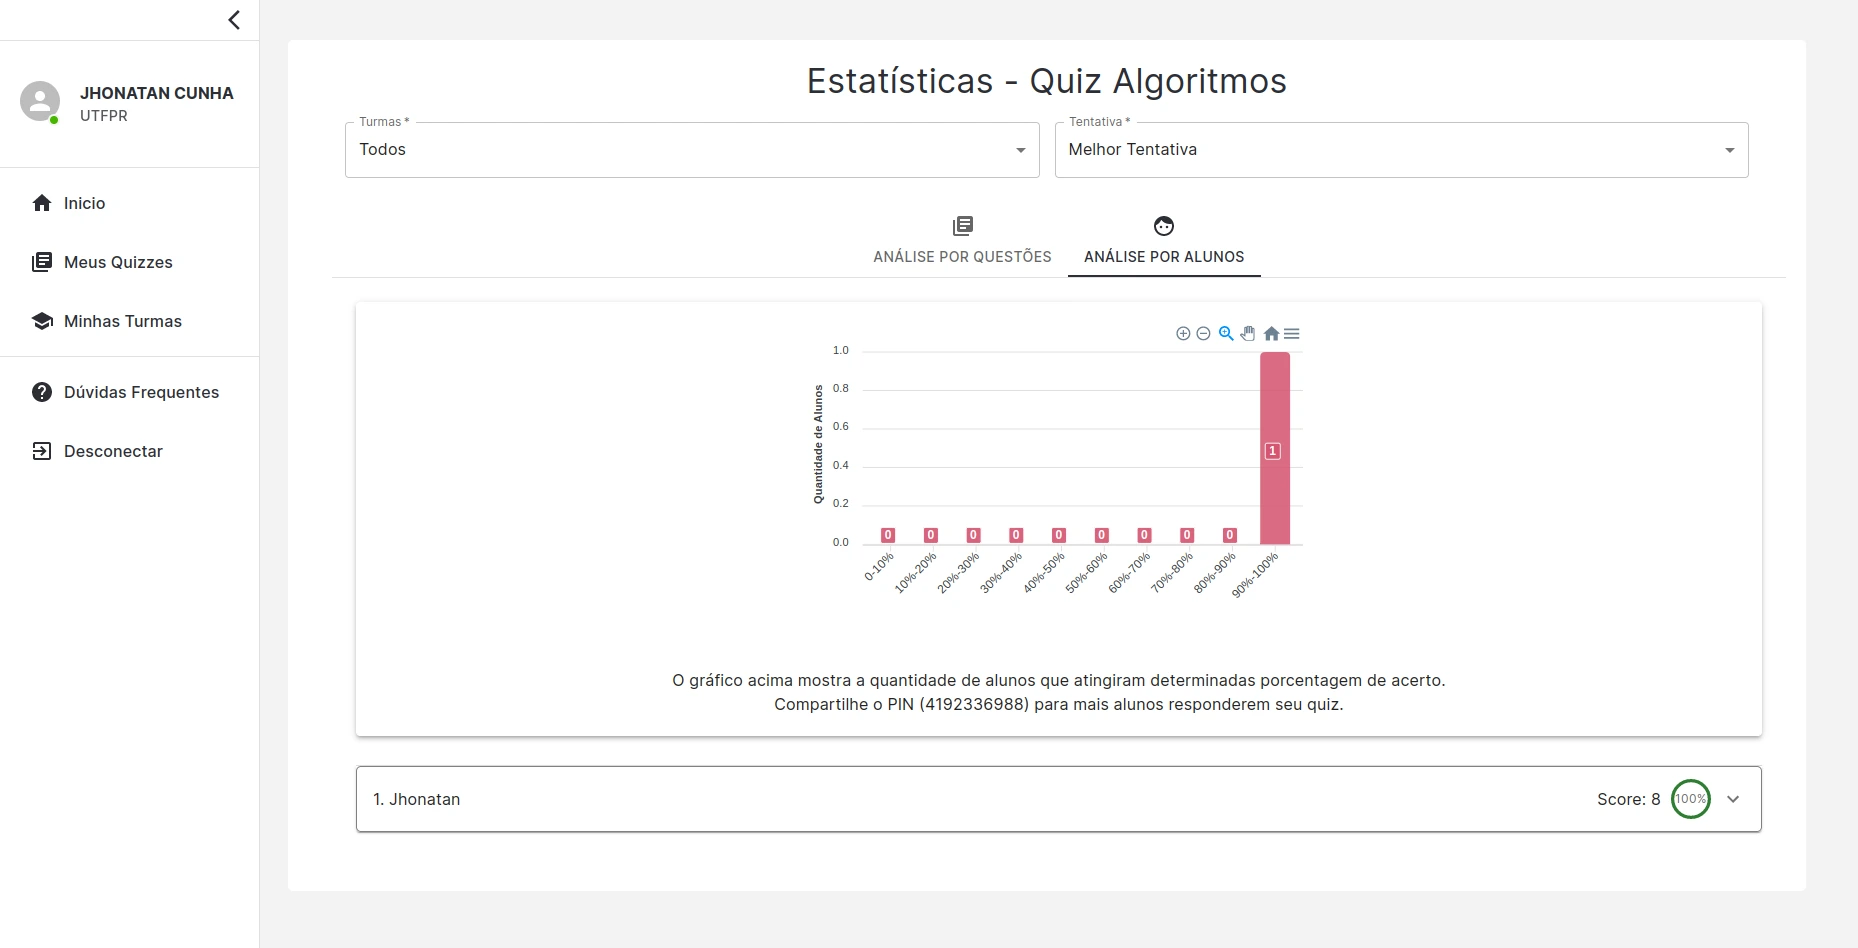 JHONATAN CUNHA
UTFPR
Inicio
Meus Quizzes
Minhas Turmas
Dúvidas Frequentes
Desconectar
Estatísticas - Quiz Algoritmos
Turmas *
Todos
Tentativa *
Melhor Tentativa
ANÁLISE POR QUESTÕES
ANÁLISE POR ALUNOS
Quantidade de Alunos
1.0
0.8
0.6
0.4
0.2
0.0
0 0 0 0 0 0 0 0 0 1
0-10% 10%-20% 20%-30% 30%-40% 40%-50% 50%-60% 60%-70% 70%-80% 80%-90% 90%-100%
O gráfico acima mostra a quantidade de alunos que atingiram determinadas porcentagem de acerto.
Compartilhe o PIN (4192336988) para mais alunos responderem seu quiz.
1. Jhonatan
Score: 8 100%